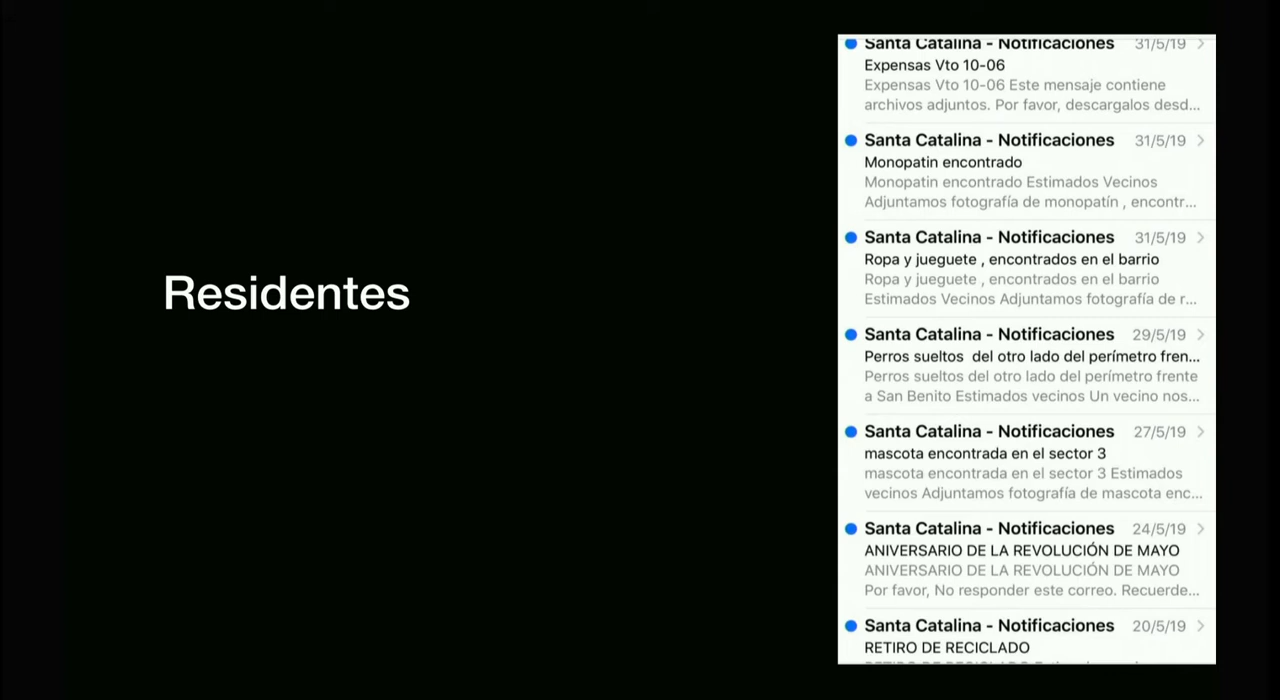 Residentes
Santa Catalina - Notificaciones 31/5/19
Expensas Vto 10-06
Expensas Vto 10-06 Este mensaje contiene
archivos adjuntos. Por favor, descargalos desd...
Santa Catalina - Notificaciones 31/5/19
Monopatin encontrado
Monopatin encontrado Estimados Vecinos
Adjuntamos fotografía de monopatín , encontr...
Santa Catalina - Notificaciones 31/5/19
Ropa y jueguete , encontrados en el barrio
Ropa y jueguete , encontrados en el barrio
Estimados Vecinos Adjuntamos fotografía de r...
Santa Catalina - Notificaciones 29/5/19
Perros sueltos  del otro lado del perímetro fren...
Perros sueltos del otro lado del perímetro frente
a San Benito Estimados vecinos Un vecino nos...
Santa Catalina - Notificaciones 27/5/19
mascota encontrada en el sector 3
mascota encontrada en el sector 3 Estimados
vecinos Adjuntamos fotografía de mascota enc...
Santa Catalina - Notificaciones 24/5/19
ANIVERSARIO DE LA REVOLUCIÓN DE MAYO
ANIVERSARIO DE LA REVOLUCIÓN DE MAYO
Por favor, No responder este correo. Recuerde...
Santa Catalina - Notificaciones 20/5/19
RETIRO DE RECICLADO